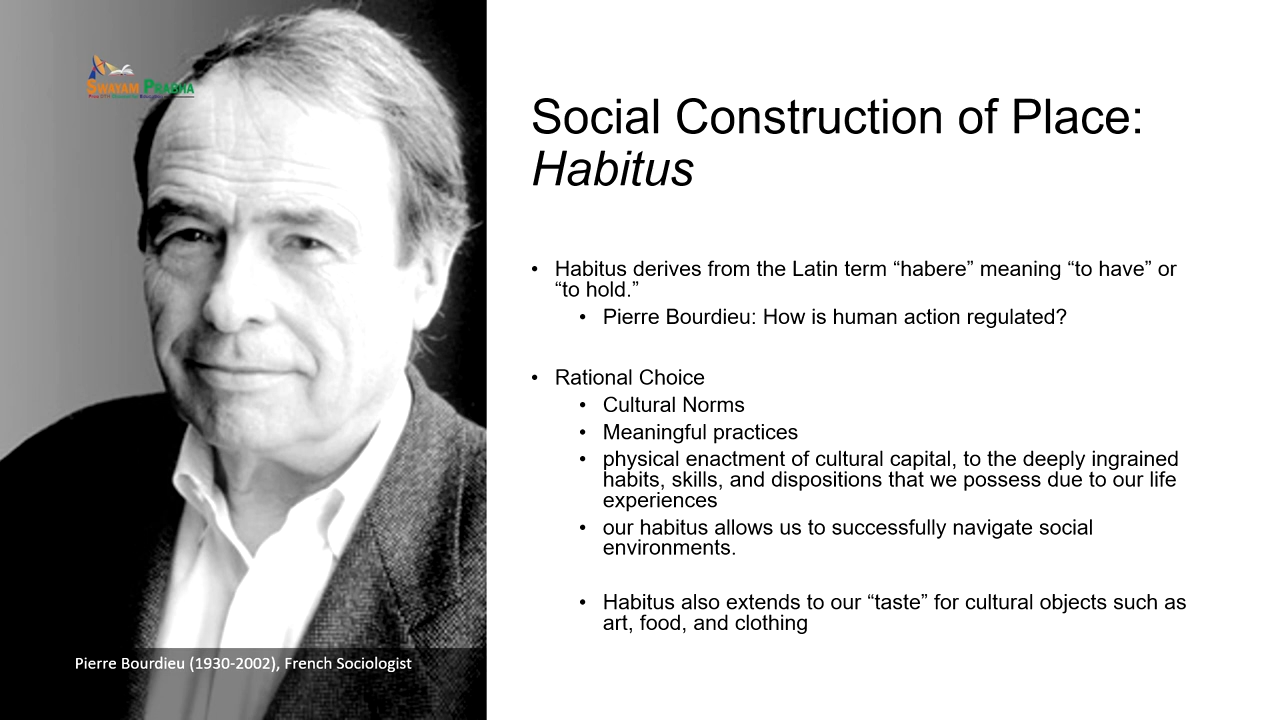 SWAYAM PRABHA
Social Construction of Place:
Habitus
• Habitus derives from the Latin term “habere” meaning “to have” or
“to hold.”
• Pierre Bourdieu: How is human action regulated?
• Rational Choice
• Cultural Norms
• Meaningful practices
• physical enactment of cultural capital, to the deeply ingrained
habits, skills, and dispositions that we possess due to our life
experiences
• our habitus allows us to successfully navigate social
environments.
• Habitus also extends to our “taste” for cultural objects such as
art, food, and clothing
Pierre Bourdieu (1930-2002), French Sociologist